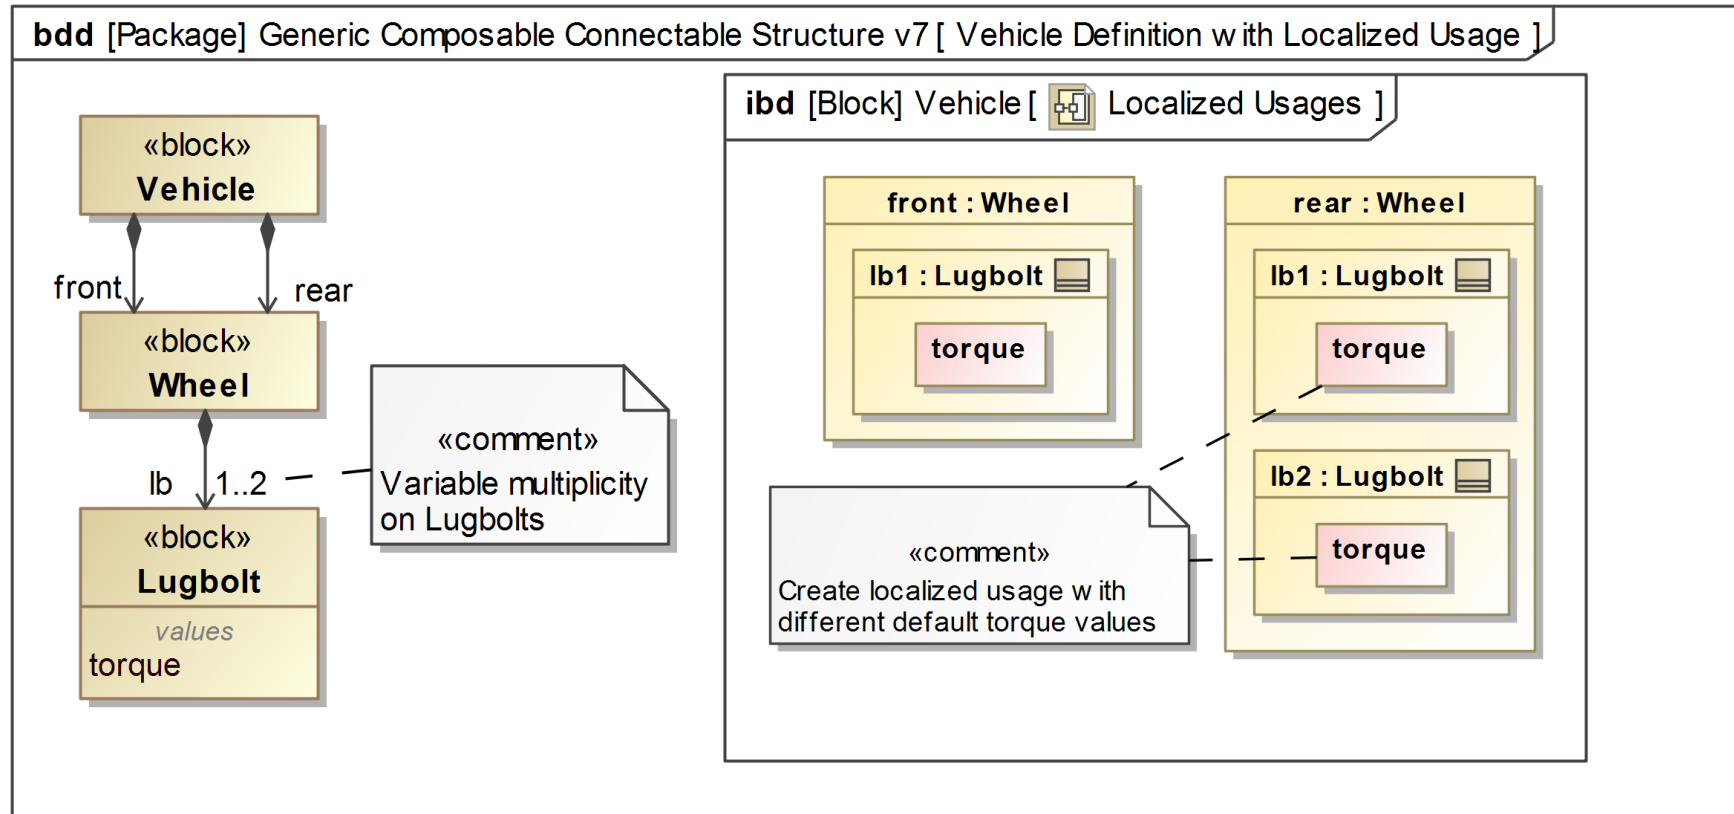 bdd [Package] Generic Composable Connectable Structure v7 [ Vehicle Definition with Localized Usage ]
ibd [Block] Vehicle [ Localized Usages ]
«block»
Vehicle
front
rear
«block»
Wheel
lb
1..2
«comment»
Variable multiplicity
on Lugbolts
«block»
Lugbolt
values
torque
front : Wheel
lb1 : Lugbolt
torque
rear : Wheel
lb1 : Lugbolt
torque
lb2 : Lugbolt
torque
«comment»
Create localized usage with
different default torque values